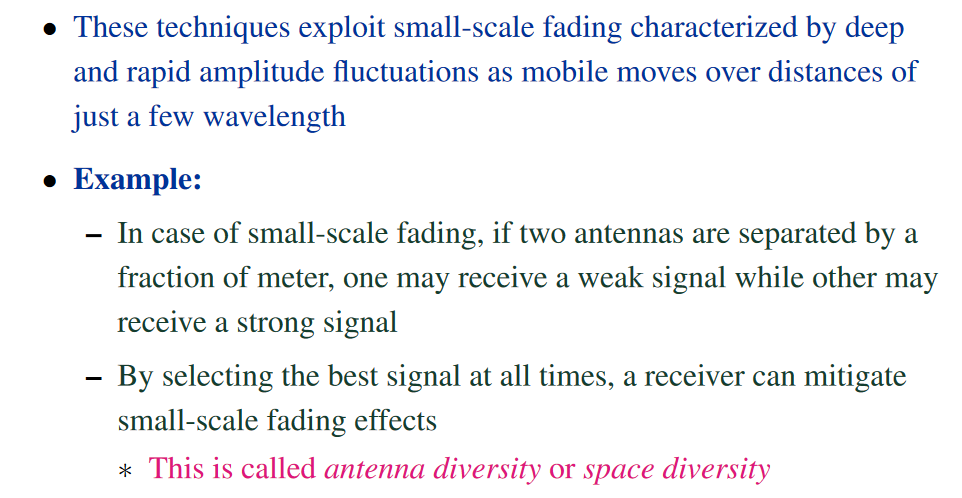 • These techniques exploit small-scale fading characterized by deep
and rapid amplitude fluctuations as mobile moves over distances of
just a few wavelength
• Example:
– In case of small-scale fading, if two antennas are separated by a
fraction of meter, one may receive a weak signal while other may
receive a strong signal
– By selecting the best signal at all times, a receiver can mitigate
small-scale fading effects
* This is called antenna diversity or space diversity